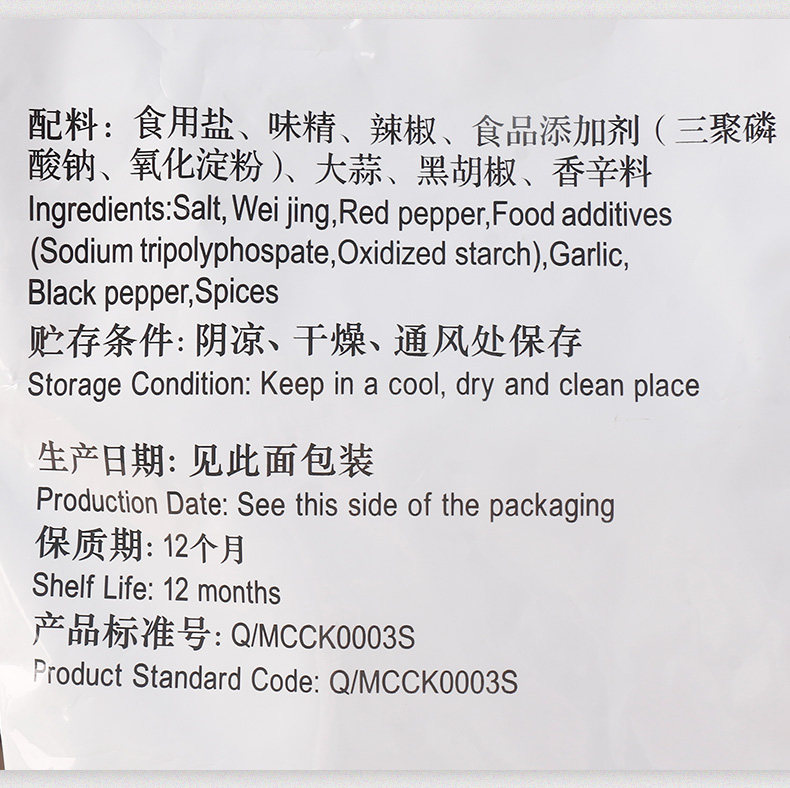 配料：食用盐、味精、辣椒、食品添加剂（三聚磷
酸钠、氧化淀粉）、大蒜、黑胡椒、香辛料
Ingredients:Salt, Wei jing,Red pepper,Food additives
(Sodium tripolyphospate,Oxidized starch),Garlic,
Black pepper,Spices
贮存条件：阴凉、干燥、通风处保存
Storage Condition: Keep in a cool, dry and clean place
生产日期：见此面包装
Production Date: See this side of the packaging
保质期：12个月
Shelf Life: 12 months
产品标准号：Q/MCCK0003S
Product Standard Code: Q/MCCK0003S